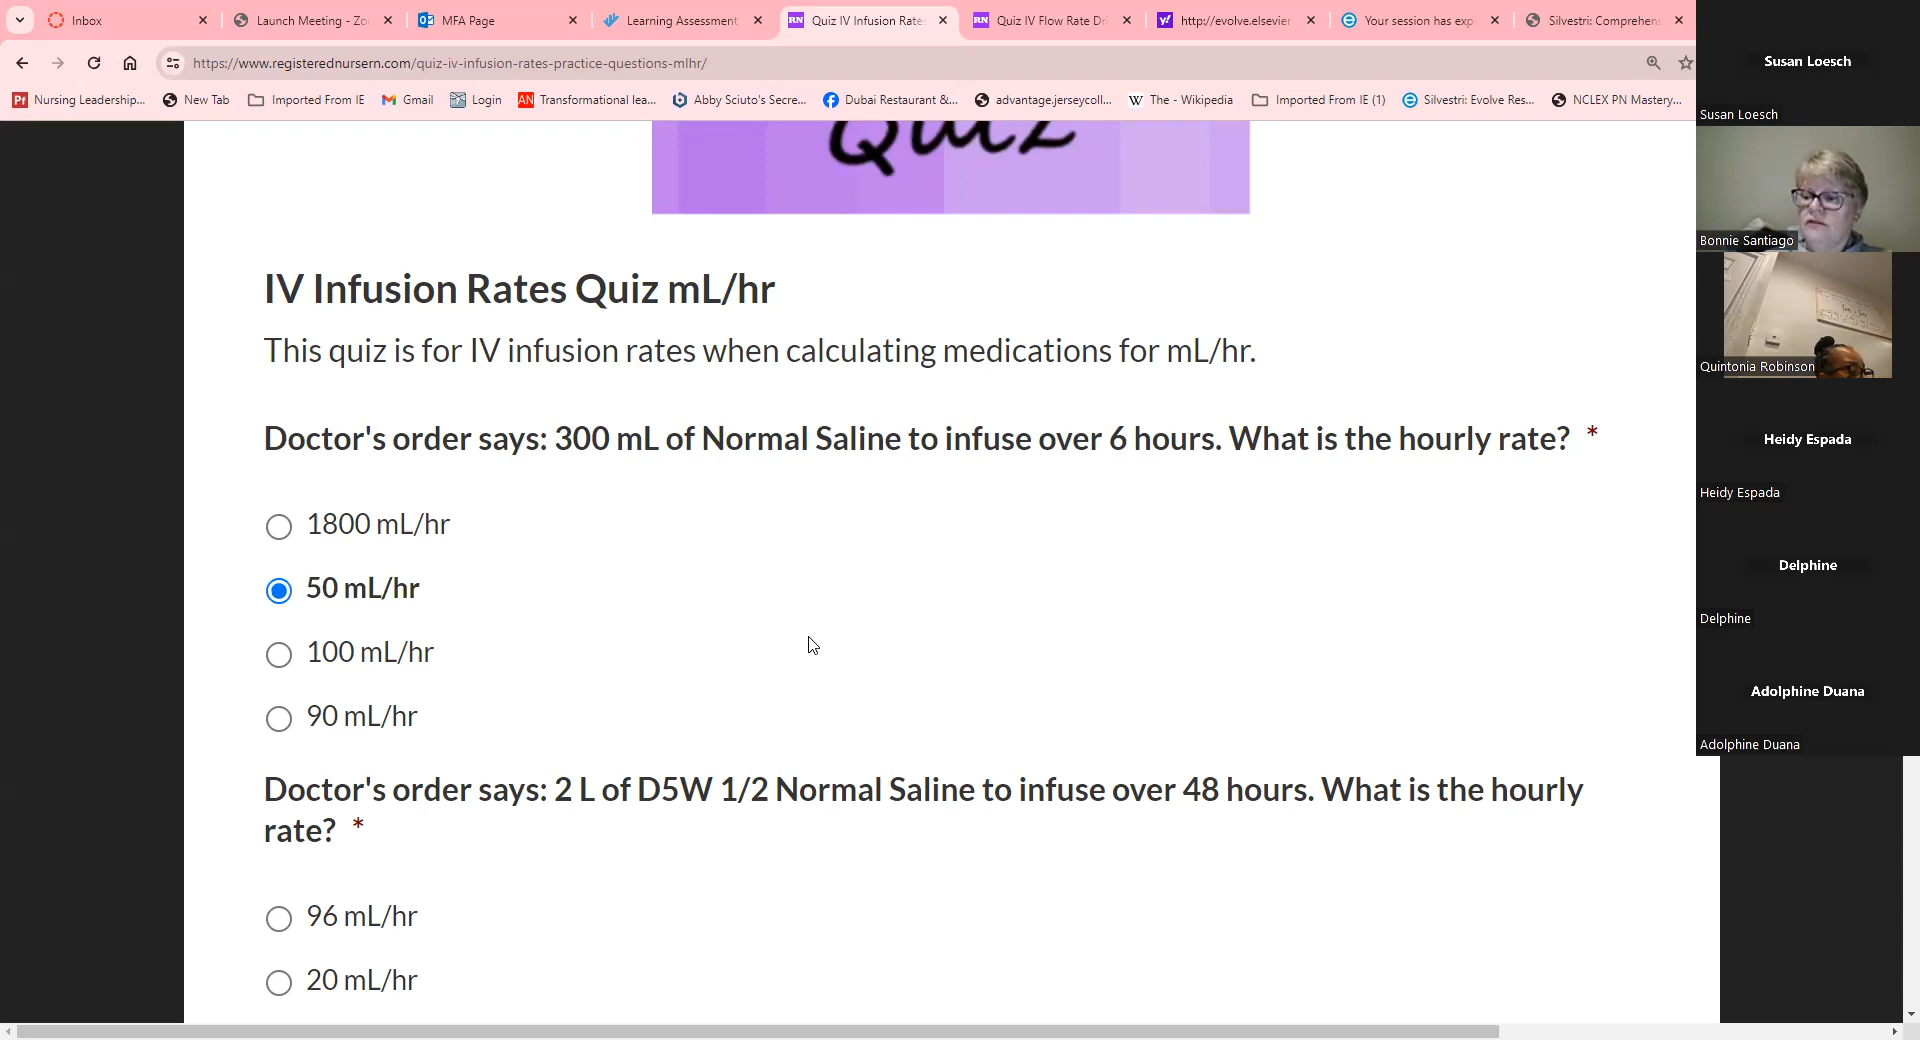 Inbox
Launch Meeting - Zoo
MFA Page
Learning Assessment
RN Quiz IV Infusion Rates
RN Quiz IV Flow Rate Dri
http://evolve.elsevier
Your session has exp
Silvestri: Comprehens
https://www.registerednursern.com/quiz-iv-infusion-rates-practice-questions-mlhr/
Nursing Leadership...
New Tab
Imported From IE
Gmail
Login
Transformational lea...
Abby Sciuto's Secre...
Dubai Restaurant &...
advantage.jerseycoll...
The - Wikipedia
Imported From IE (1)
Silvestri: Evolve Res...
NCLEX PN Mastery...
Quiz
IV Infusion Rates Quiz mL/hr
This quiz is for IV infusion rates when calculating medications for mL/hr.
Doctor's order says: 300 mL of Normal Saline to infuse over 6 hours. What is the hourly rate? *
1800 mL/hr
50 mL/hr
100 mL/hr
90 mL/hr
Doctor's order says: 2 L of D5W 1/2 Normal Saline to infuse over 48 hours. What is the hourly
rate? *
96 mL/hr
20 mL/hr
Susan Loesch
Susan Loesch
Bonnie Santiago
Quintonia Robinson
Heidy Espada
Heidy Espada
Delphine
Delphine
Adolphine Duana
Adolphine Duana